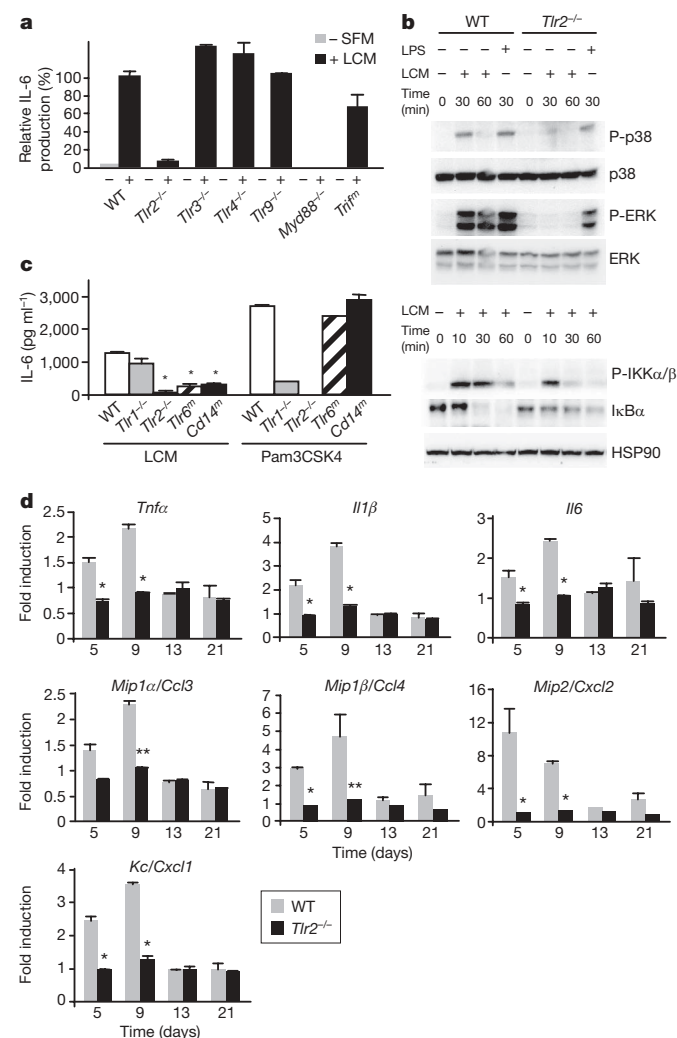 a
Relative IL-6
production (%)
100
80
60
40
20
0
– SFM
+ LCM
– + – + – + – + – + – + – +
WT
Tlr2–/–
Tlr3–/–
Tlr4–/–
Tlr9–/–
Myd88–/–
Trifm
b
WT Tlr2–/–
LPS – – – + – – – +
LCM – + + – – + + –
Time
(min)
0 30 60 30 0 30 60 30
P-p38
p38
P-ERK
ERK
LCM – + + + – + + +
Time
(min)
0 10 30 60 0 10 30 60
P-IKKα/β
IκBα
HSP90
c
IL-6 (pg ml–1)
3,000
2,000
1,000
0
* * *
WT
Tlr1–/–
Tlr2–/–
Tlr6m
Cd14m
LCM
WT
Tlr1–/–
Tlr2–/–
Tlr6m
Cd14m
Pam3CSK4
d
Tnfα
Fold induction
2.5
2
1.5
1
0.5
0
* *
5 9 13 21
Il1β
5
4
3
2
1
0
* *
5 9 13 21
Il6
3
2
1
0
* *
5 9 13 21
Mip1α/Ccl3
Fold induction
2.5
2
1.5
1
0.5
0
**
5 9 13 21
Mip1β/Ccl4
7
6
5
4
3
2
1
0
* **
5 9 13 21
Time (days)
Mip2/Cxcl2
16
12
8
4
0
* *
5 9 13 21
Kc/Cxcl1
Fold induction
4
3
2
1
0
* *
5 9 13 21
Time (days)
WT
Tlr2–/–